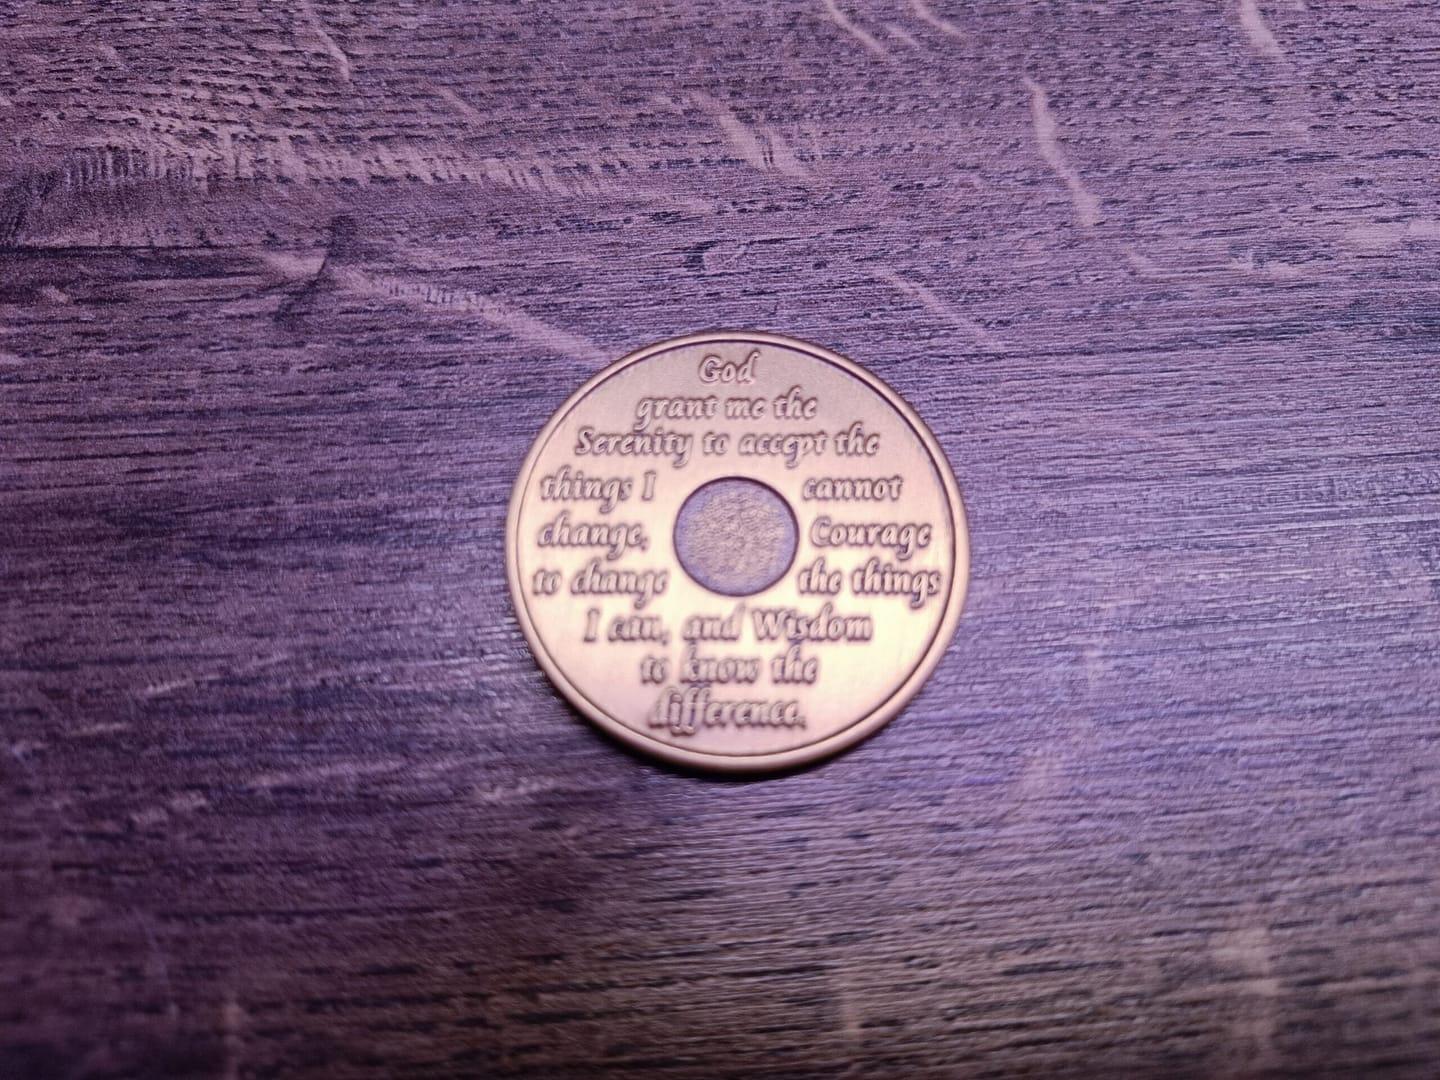 God
grant me the
Serenity to accept the
things I cannot
change, Courage
to change the things
I can, and Wisdom
to know the
difference.